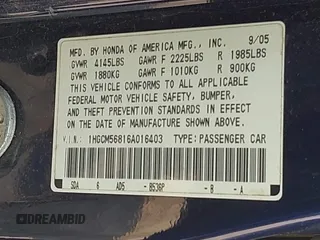 MFD. BY HONDA OF AMERICA MFG., INC. 9/05
GVWR 4145LBS GAWR F 2225LBS R 1985LBS
GVWR 1880KG GAWR F 1010KG R 900KG
THIS VEHICLE CONFORMS TO ALL APPLICABLE
FEDERAL MOTOR VEHICLE SAFETY, BUMPER,
AND THEFT PREVENTION STANDARDS IN EFFECT
ON THE DATE OF MANUFACTURE SHOWN ABOVE.
V.I.N: 1HGCM56816A016403 TYPE: PASSENGER CAR
SDA 6 AD5 - B536P - B - A
DREAMBID